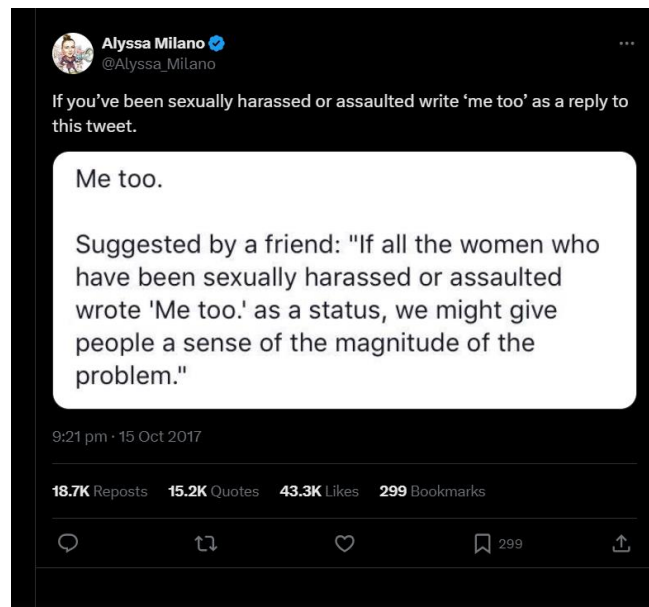 Alyssa Milano
@Alyssa_Milano
If you’ve been sexually harassed or assaulted write ‘me too’ as a reply to
this tweet.
Me too.
Suggested by a friend: "If all the women who
have been sexually harassed or assaulted
wrote 'Me too.' as a status, we might give
people a sense of the magnitude of the
problem."
9:21 pm · 15 Oct 2017
18.7K Reposts 15.2K Quotes 43.3K Likes 299 Bookmarks
299